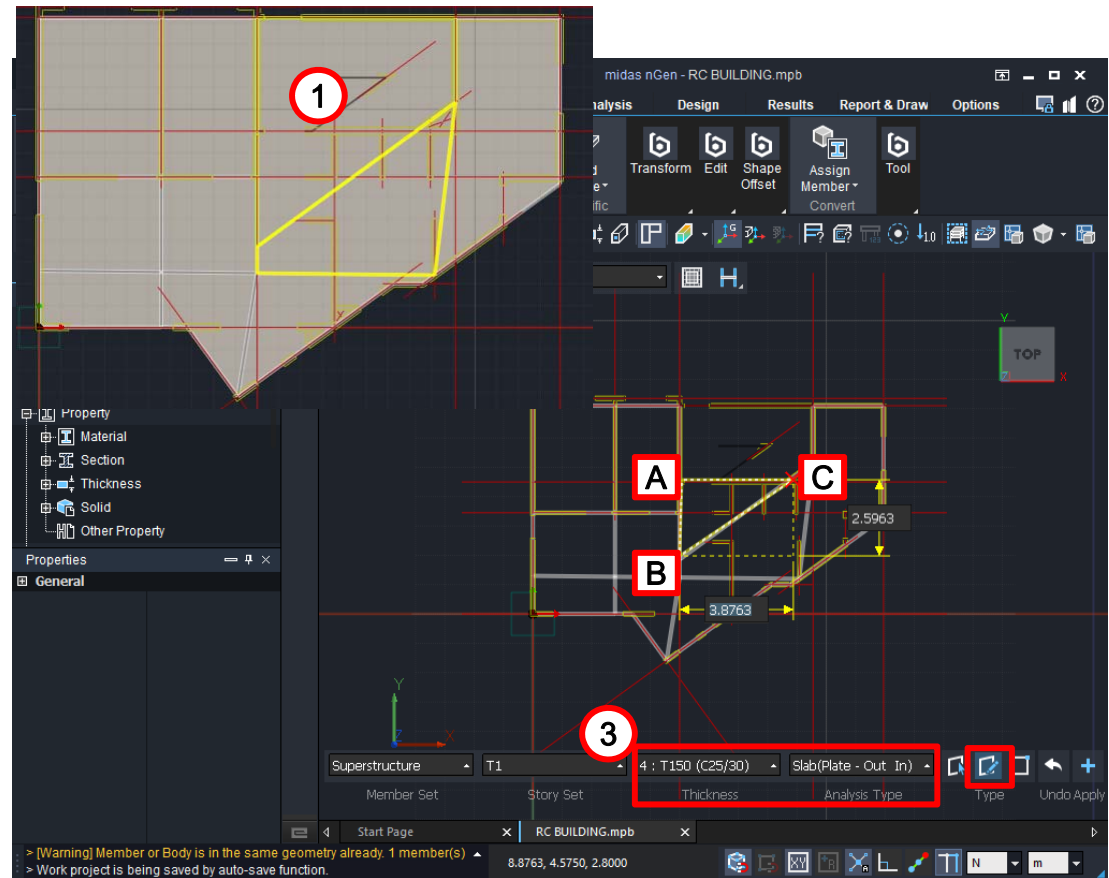 1
midas nGen - RC BUILDING.mpb
nalysis Design Results Report & Draw Options
Transform Edit Shape Offset Assign Member Tool
Convert
G
1.0
H
Y
TOP
Z X
Property
Material
Section
Thickness
Solid
Other Property
Properties
General
A
C
2.5963
B
3.8763
Y
Z X
3
Superstructure T1 4 : T150 (C25/30) Slab(Plate - Out In)
Member Set Story Set Thickness Analysis Type Type Undo Apply
Start Page X RC BUILDING.mpb X
> [Warning] Member or Body is in the same geometry already. 1 member(s)
> Work project is being saved by auto-save function.
8.8763, 4.5750, 2.8000 XY N m